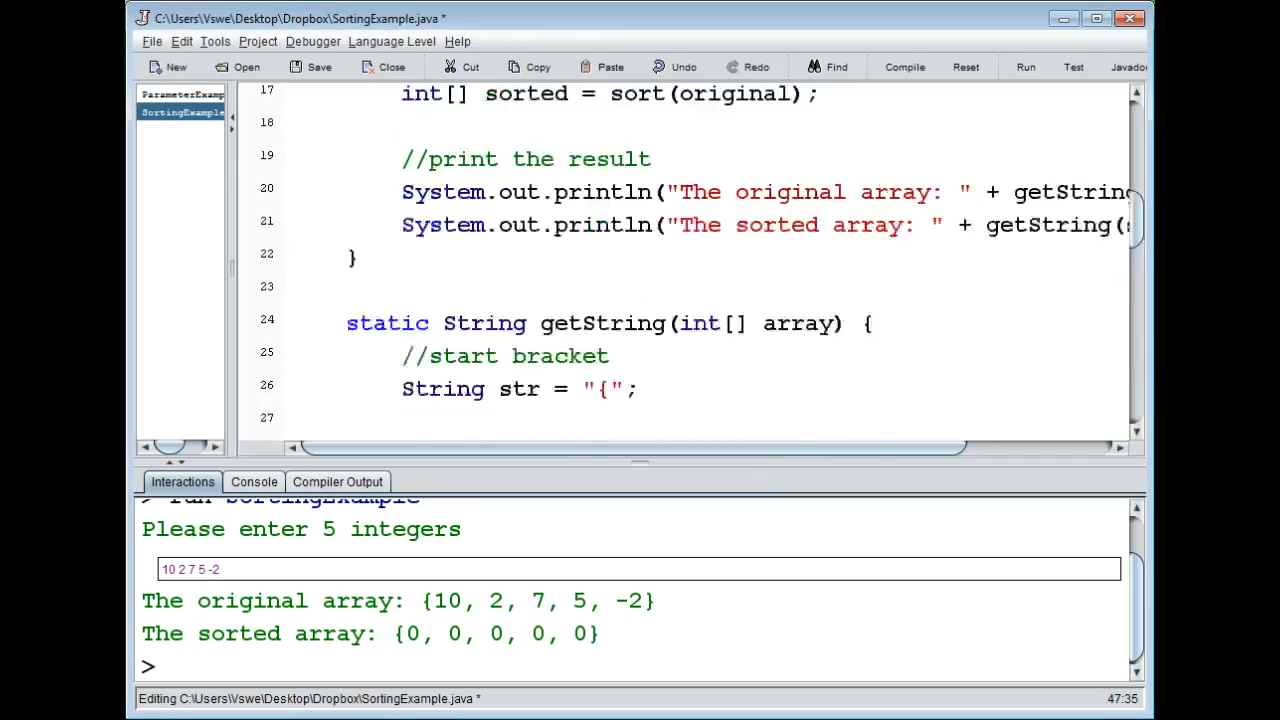 C:\Users\Vswe\Desktop\Dropbox\SortingExample.java *
File Edit Tools Project Debugger Language Level Help
New Open Save Close Cut Copy Paste Undo Redo Find Compile Reset Run Test Javadoc
ParameterExamp
SortingExample
17 int[] sorted = sort(original);
18
19 //print the result
20 System.out.println("The original array: " + getString
21 System.out.println("The sorted array: " + getString(
22 }
23
24 static String getString(int[] array) {
25 //start bracket
26 String str = "{";
27
Interactions Console Compiler Output
> run SortingExample
Please enter 5 integers
10 2 7 5 -2
The original array: {10, 2, 7, 5, -2}
The sorted array: {0, 0, 0, 0, 0}
>
Editing C:\Users\Vswe\Desktop\Dropbox\SortingExample.java * 47:35